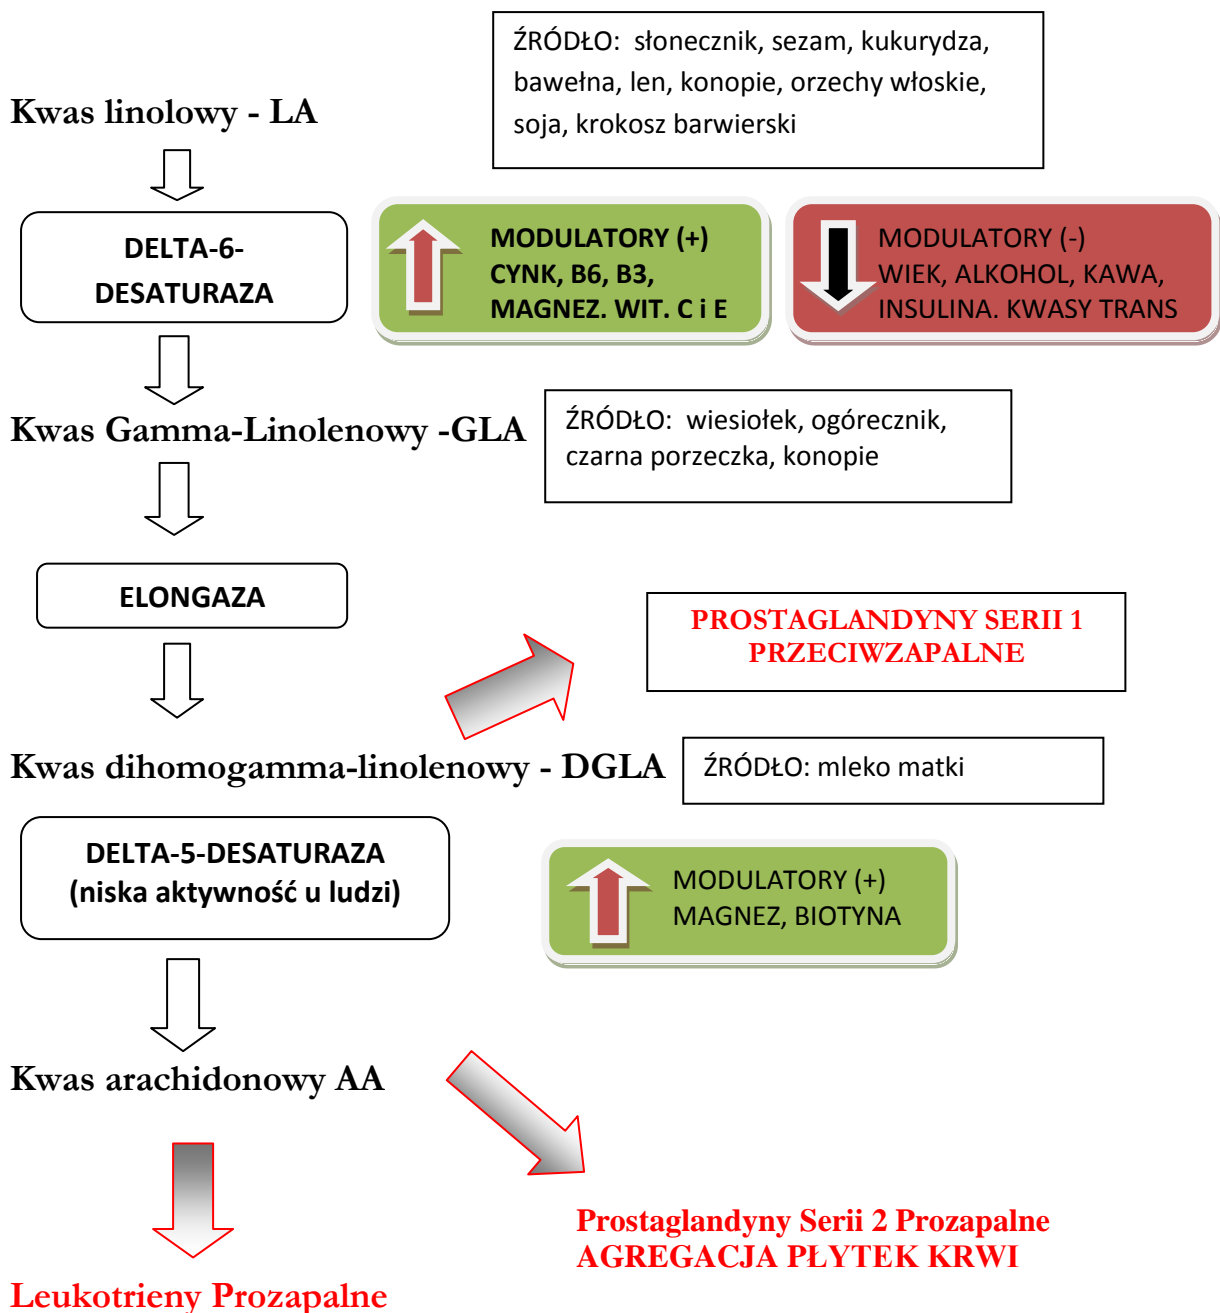 ŹRÓDŁO: słonecznik, sezam, kukurydza,
bawełna, len, konopie, orzechy włoskie,
soja, krokosz barwierski
Kwas linolowy - LA
DELTA-6-
DESATURAZA
MODULATORY (+)
CYNK, B6, B3,
MAGNEZ. WIT. C i E
MODULATORY (-)
WIEK, ALKOHOL, KAWA,
INSULINA. KWASY TRANS
Kwas Gamma-Linolenowy -GLA
ŹRÓDŁO: wiesiołek, ogórecznik,
czarna porzeczka, konopie
ELONGAZA
PROSTAGLANDYNY SERII 1
PRZECIWZAPALNE
Kwas dihomogamma-linolenowy - DGLA
ŹRÓDŁO: mleko matki
DELTA-5-DESATURAZA
(niska aktywność u ludzi)
MODULATORY (+)
MAGNEZ, BIOTYNA
Kwas arachidonowy AA
Prostaglandyny Serii 2 Prozapalne
AGREGACJA PŁYTEK KRWI
Leukotrieny Prozapalne